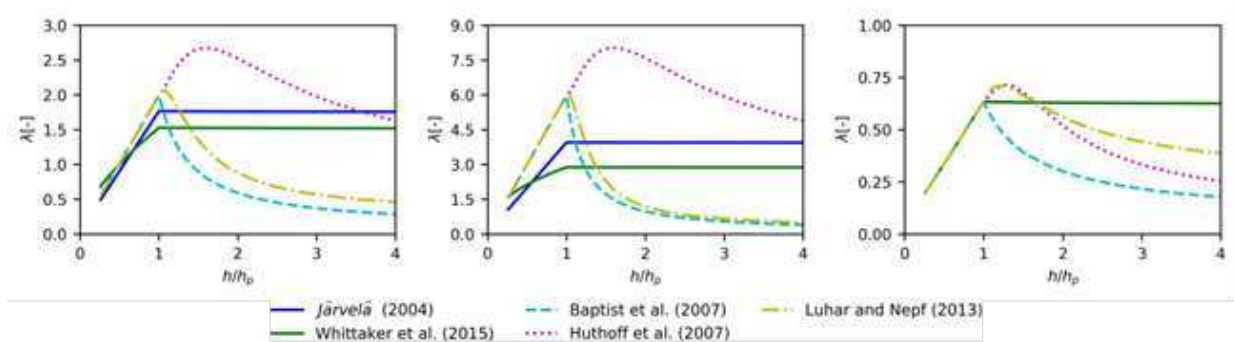 3.0
2.5
2.0
1.5
1.0
0.5
0.0
λ[-]
0 1 2 3 4
h/hₚ
9.0
7.5
6.0
4.5
3.0
1.5
0.0
λ[-]
0 1 2 3 4
h/hₚ
1.00
0.75
0.50
0.25
0.00
λ[-]
0 1 2 3 4
h/hₚ
Järvelä (2004)
Whittaker et al. (2015)
Baptist et al. (2007)
Huthoff et al. (2007)
Luhar and Nepf (2013)